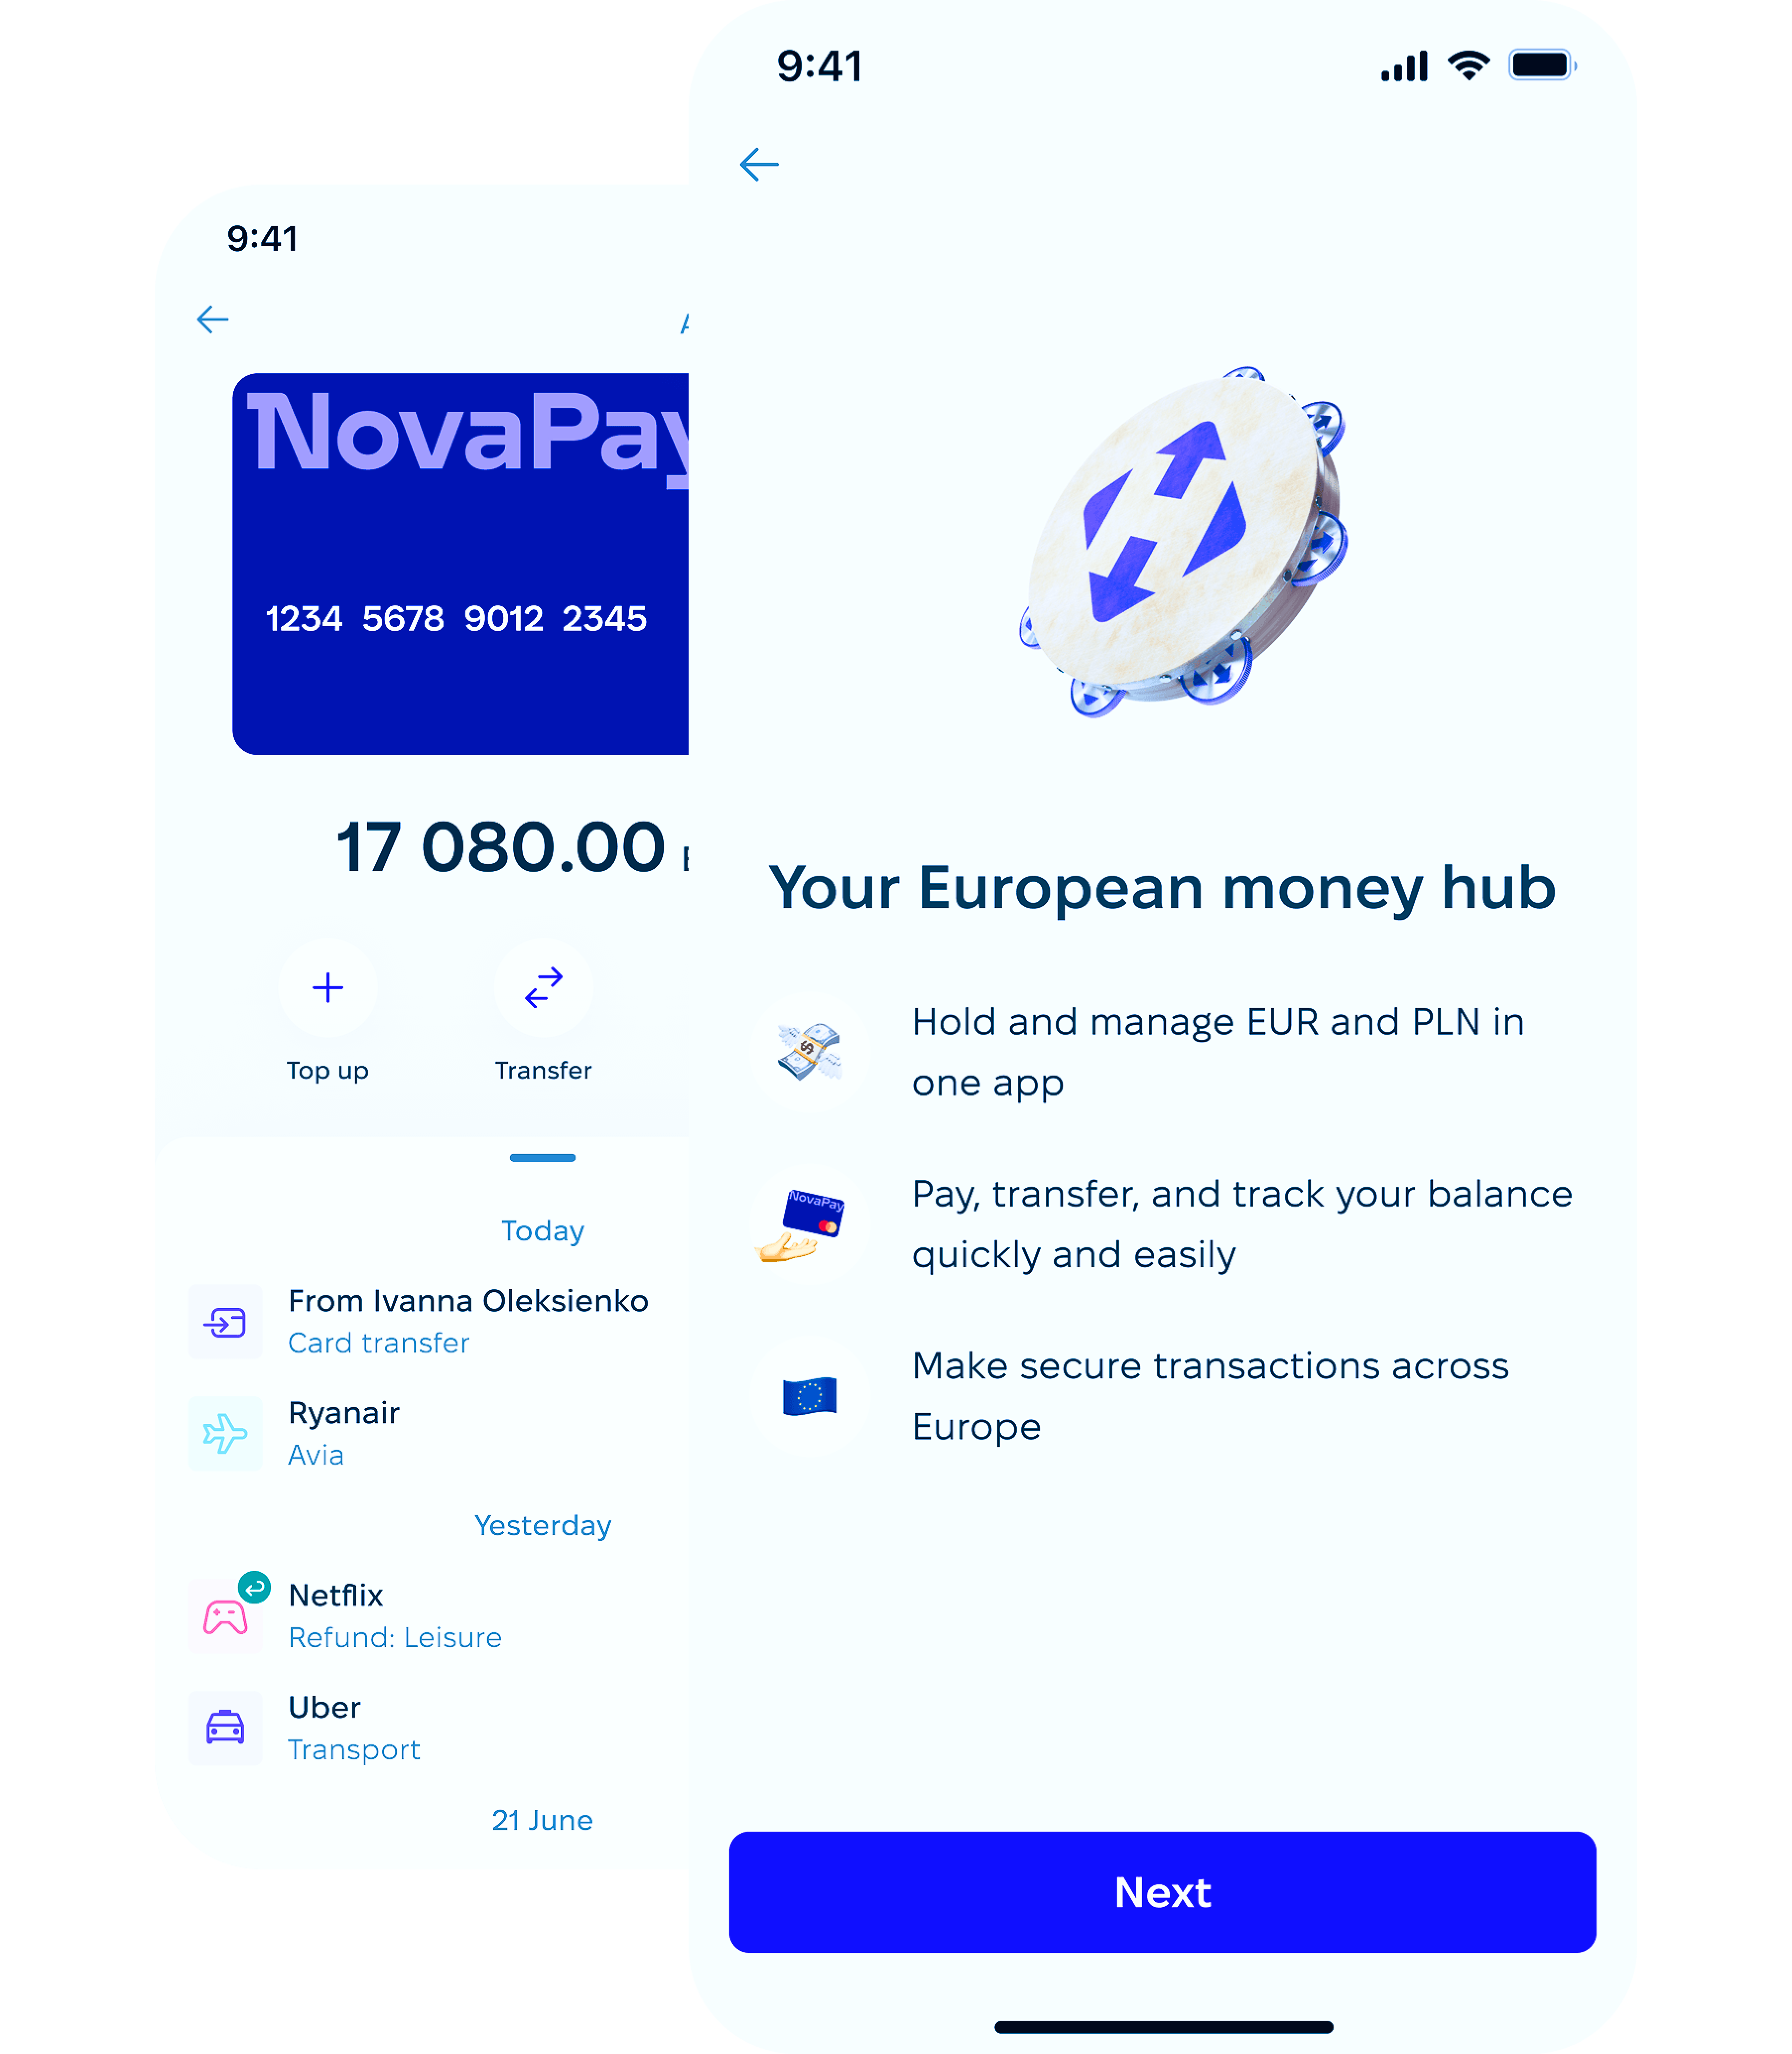 9:41
NovaPay
1234 5678 9012 2345
17 080.00
Top up
Transfer
Today
From Ivanna Oleksienko
Card transfer
Ryanair
Avia
Yesterday
Netflix
Refund: Leisure
Uber
Transport
21 June
9:41
Your European money hub
Hold and manage EUR and PLN in
one app
NovaPay
Pay, transfer, and track your balance
quickly and easily
Make secure transactions across
Europe
Next